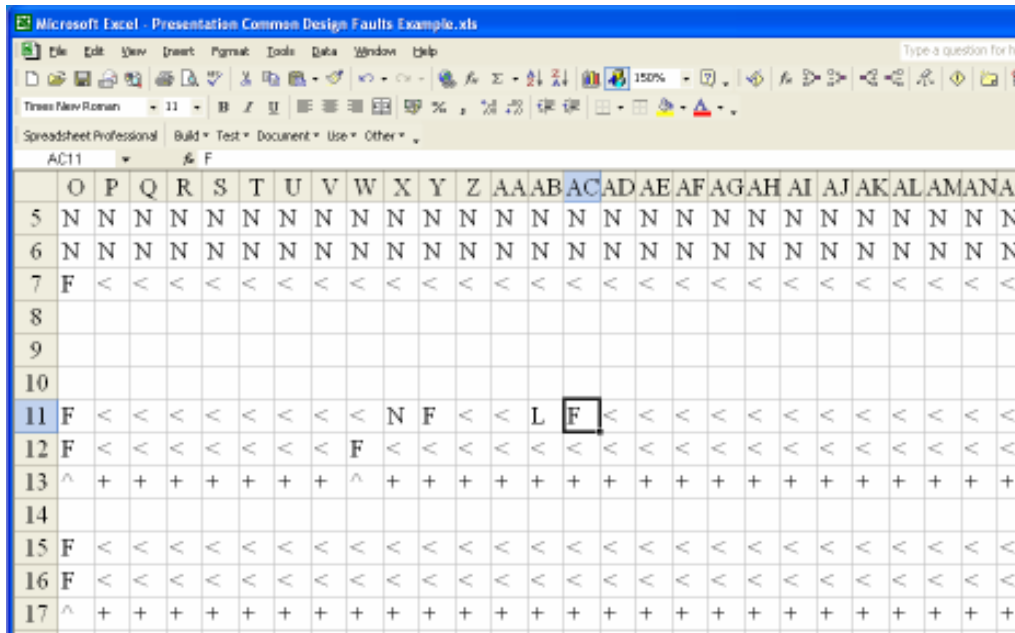 Microsoft Excel - Presentation Common Design Faults Example.xls
File Edit View Insert Format Tools Data Window Help Type a question for h
150%
Times New Roman 11 B I U
Spreadsheet Professional Build Test Document Use Other
AC11 fx F
O P Q R S T U V W X Y Z AA AB AC AD AE AF AG AH AI AJ AK AL AM AN A
5 N N N N N N N N N N N N N N N N N N N N N N N N N N N
6 N N N N N N N N N N N N N N N N N N N N N N N N N N N
7 F < < < < < < < < < < < < < < < < < < < < < < < < < <
8
9
10
11 F < < < < < < < < N F < < L F < < < < < < < < < < < <
12 F < < < < < < < F < < < < < < < < < < < < < < < < < <
13 ^ + + + + + + + ^ + + + + + + + + + + + + + + + + + +
14
15 F < < < < < < < < < < < < < < < < < < < < < < < < < <
16 F < < < < < < < < < < < < < < < < < < < < < < < < < <
17 ^ + + + + + + + + + + + + + + + + + + + + + + + + + +